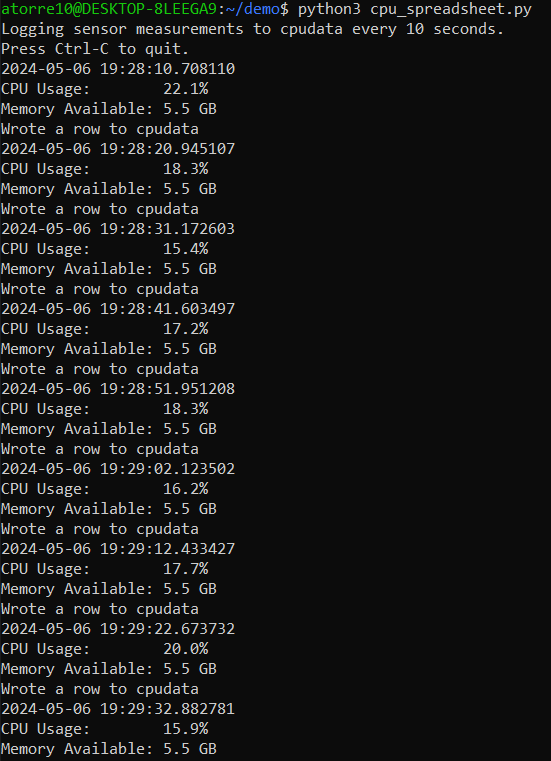 atorre10@DESKTOP-8LEEGA9:~/demo$ python3 cpu_spreadsheet.py
Logging sensor measurements to cpudata every 10 seconds.
Press Ctrl-C to quit.
2024-05-06 19:28:10.708110
CPU Usage:        22.1%
Memory Available: 5.5 GB
Wrote a row to cpudata
2024-05-06 19:28:20.945107
CPU Usage:        18.3%
Memory Available: 5.5 GB
Wrote a row to cpudata
2024-05-06 19:28:31.172603
CPU Usage:        15.4%
Memory Available: 5.5 GB
Wrote a row to cpudata
2024-05-06 19:28:41.603497
CPU Usage:        17.2%
Memory Available: 5.5 GB
Wrote a row to cpudata
2024-05-06 19:28:51.951208
CPU Usage:        18.3%
Memory Available: 5.5 GB
Wrote a row to cpudata
2024-05-06 19:29:02.123502
CPU Usage:        16.2%
Memory Available: 5.5 GB
Wrote a row to cpudata
2024-05-06 19:29:12.433427
CPU Usage:        17.7%
Memory Available: 5.5 GB
Wrote a row to cpudata
2024-05-06 19:29:22.673732
CPU Usage:        20.0%
Memory Available: 5.5 GB
Wrote a row to cpudata
2024-05-06 19:29:32.882781
CPU Usage:        15.9%
Memory Available: 5.5 GB